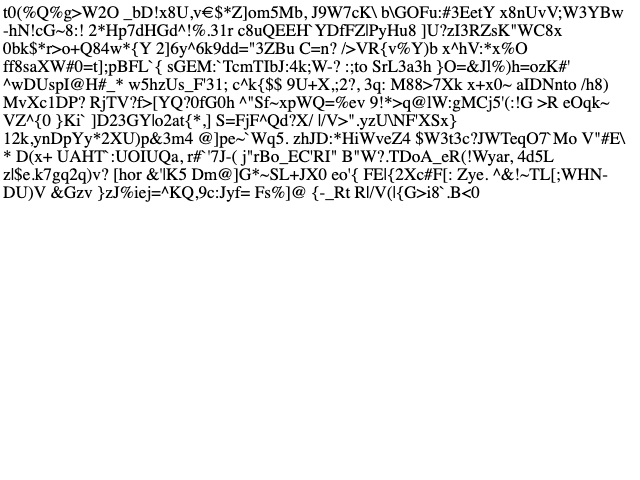 t0(%Q%g>W2O _bD!x8U,v€$*Z]om5Mb, J9W7cK\ b\GOFu:#3EetY x8nUvV;W3YBw
-hN!cG~8:! 2*Hp7dHGd^!%.31r c8uQEEH`YDfFZlPyHu8 ]U?zI3RZsK"WC8x
0bk$*r>o+Q84w*{Y 2]6y^6k9dd="3ZBu C=n? />VR{v%Y)b x^hV:*x%O
ff8saXW#0=t];pBFL`{ sGEM:`TcmTIbJ:4k;W-? :;to SrL3a3h }O=&Jl%)h=ozK#'
^wDUspI@H#_* w5hzUs_F'31; c^k{$$ 9U+X,;2?, 3q: M88>7Xk x+x0~ aIDNnto /h8)
MvXc1DP? RjTV?f>[YQ?0fG0h ^"Sf~xpWQ=%ev 9!*>q@lW:gMCj5'(:!G >R eOqk~
VZ^{0 }Ki` ]D23GY|o2at{*,] S=FjF^Qd?X/ |/V>".yzU\NF'XSx}
12k,ynDpYy*2XU)p&3m4 @]pe~`Wq5. zhJD:*HiWveZ4 $W3t3c?JWTeqO7`Mo V"#E\
* D(x+ UAHT`:UOIUQa, r#`'7J-( j"rBo_EC'RI" B"W?.TDoA_eR(!Wyar, 4d5L
z|$e.k7gq2q)v? [hor &'|K5 Dm@]G*~SL+JX0 eo'{ FE|{2Xc#F[: Zye. ^&!~TL[;WHN-
DU)V &Gzv }zJ%iej=^KQ,9c:Jyf= Fs%]@ {-_Rt R|/V(|{G>i8`.B<0